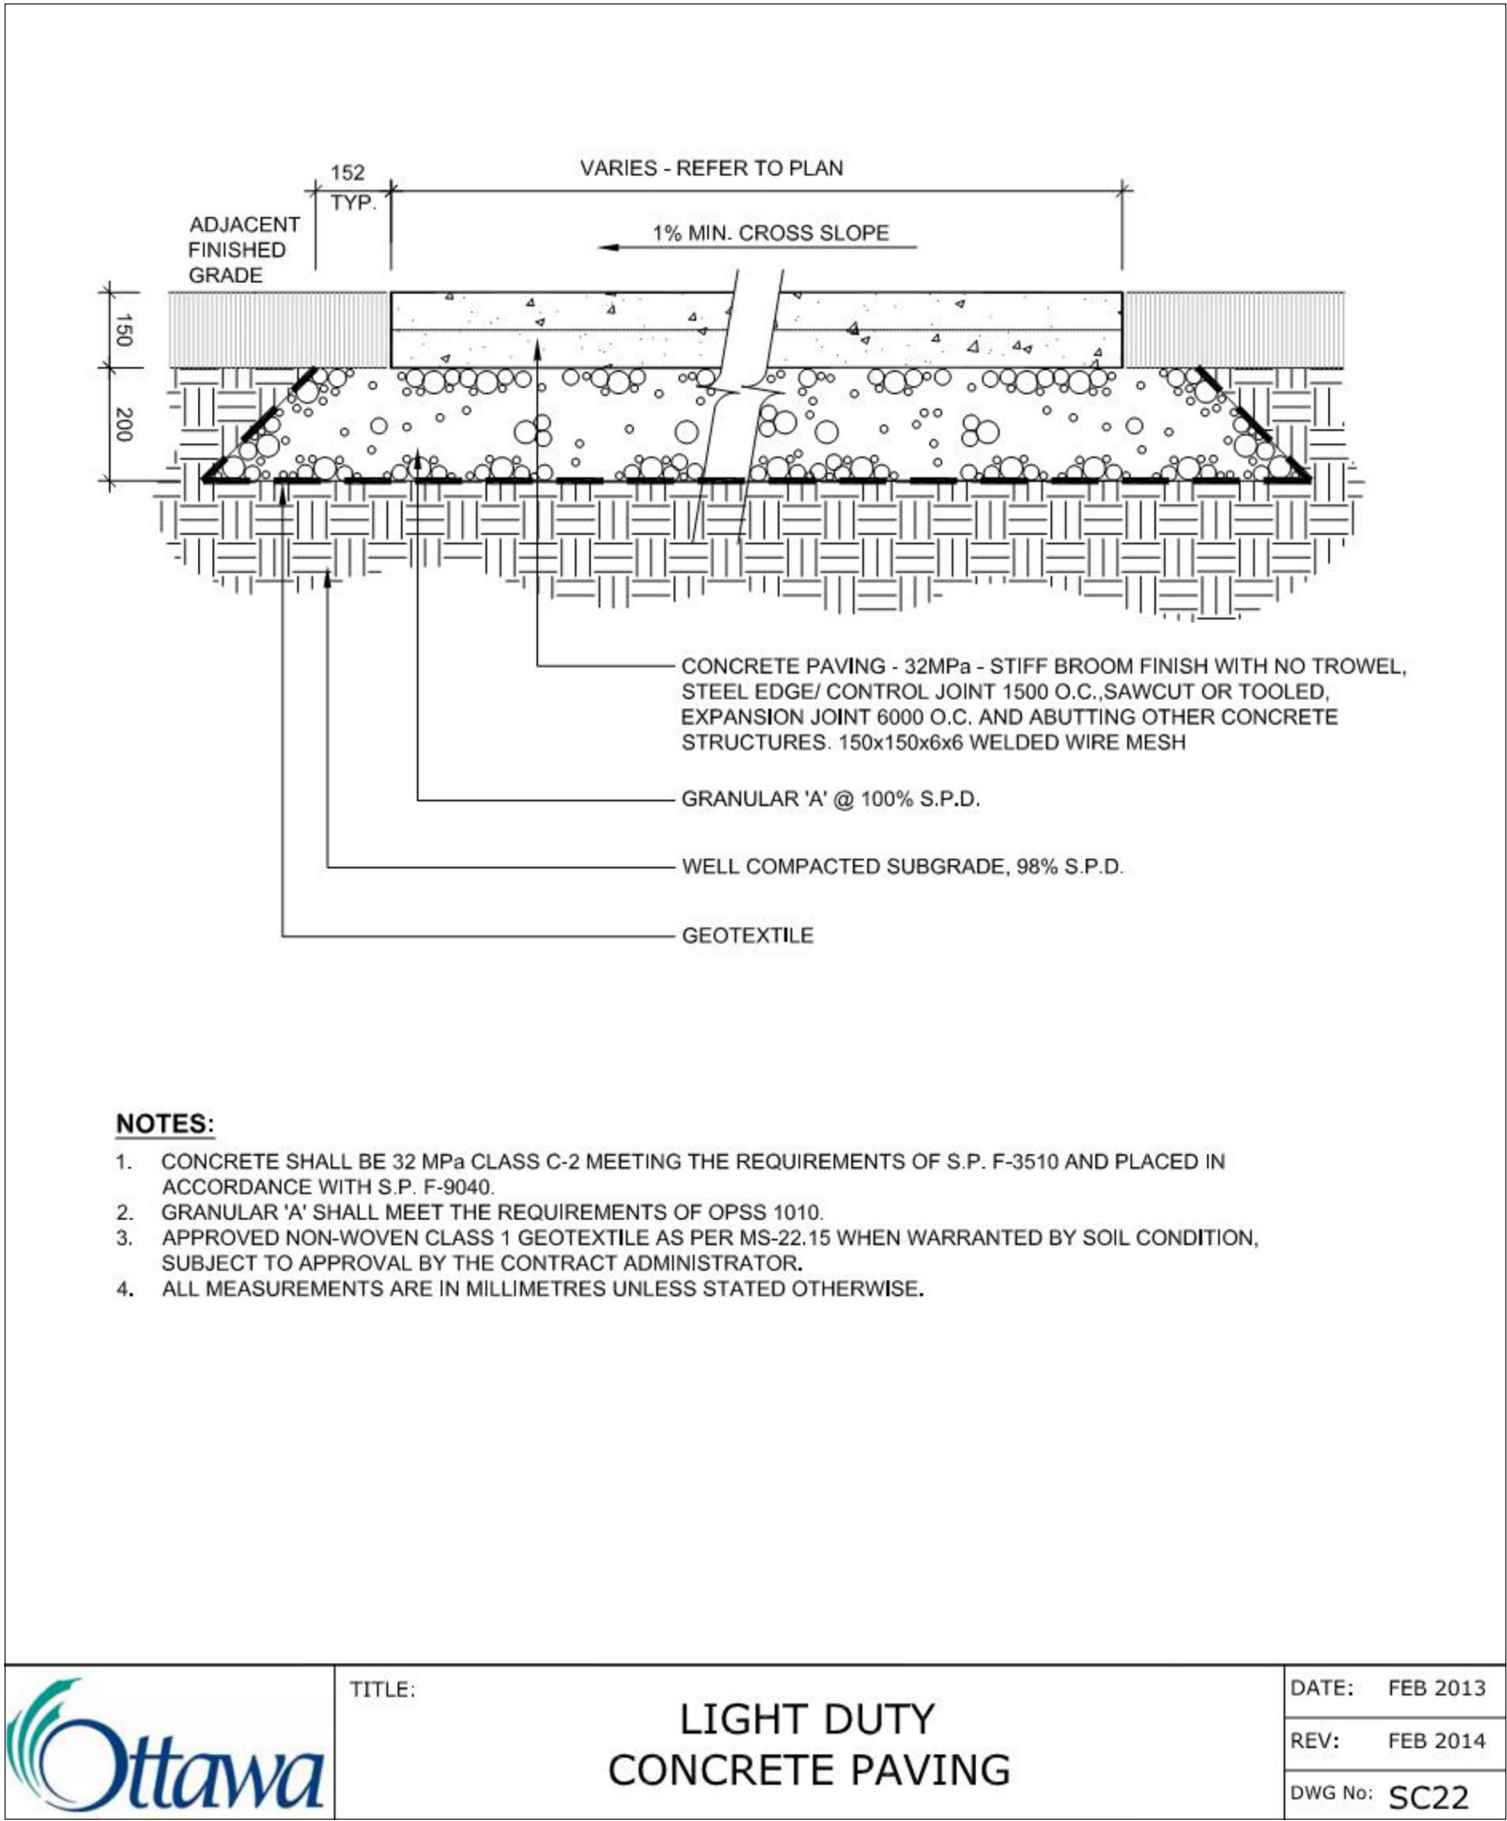 152
TYP.
VARIES - REFER TO PLAN
ADJACENT
FINISHED
GRADE
1% MIN. CROSS SLOPE
150
200
CONCRETE PAVING - 32MPa - STIFF BROOM FINISH WITH NO TROWEL,
STEEL EDGE/ CONTROL JOINT 1500 O.C.,SAWCUT OR TOOLED,
EXPANSION JOINT 6000 O.C. AND ABUTTING OTHER CONCRETE
STRUCTURES. 150x150x6x6 WELDED WIRE MESH
GRANULAR 'A' @ 100% S.P.D.
WELL COMPACTED SUBGRADE, 98% S.P.D.
GEOTEXTILE
NOTES:
1. CONCRETE SHALL BE 32 MPa CLASS C-2 MEETING THE REQUIREMENTS OF S.P. F-3510 AND PLACED IN
ACCORDANCE WITH S.P. F-9040.
2. GRANULAR 'A' SHALL MEET THE REQUIREMENTS OF OPSS 1010.
3. APPROVED NON-WOVEN CLASS 1 GEOTEXTILE AS PER MS-22.15 WHEN WARRANTED BY SOIL CONDITION,
SUBJECT TO APPROVAL BY THE CONTRACT ADMINISTRATOR.
4. ALL MEASUREMENTS ARE IN MILLIMETRES UNLESS STATED OTHERWISE.
Ottawa
TITLE:
LIGHT DUTY
CONCRETE PAVING
DATE: FEB 2013
REV: FEB 2014
DWG No: SC22